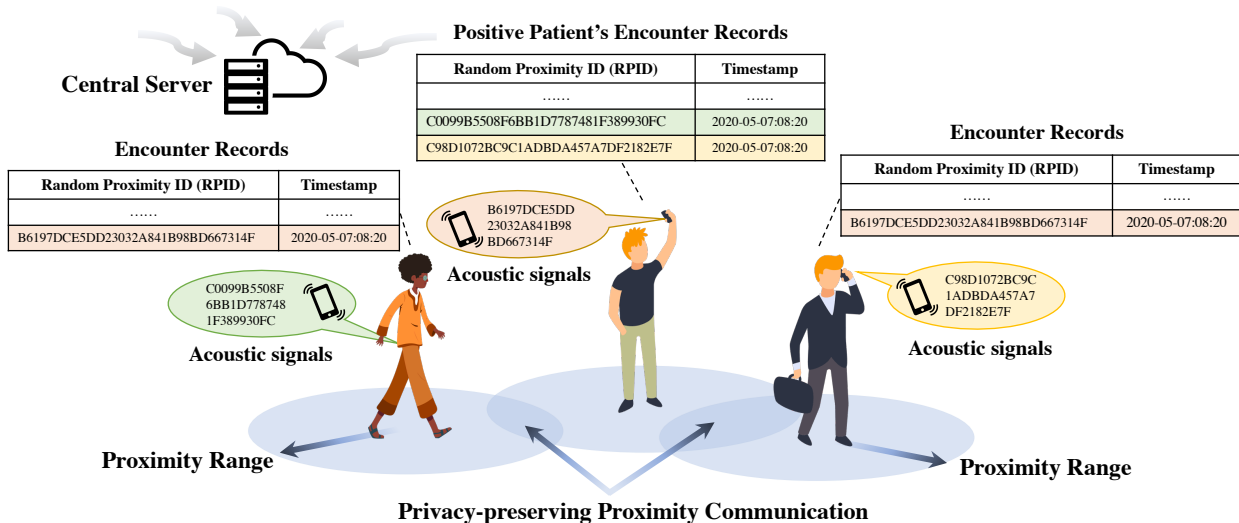 Central Server
Positive Patient's Encounter Records
Random Proximity ID (RPID) Timestamp
…… ……
C0099B5508F6BB1D7787481F389930FC 2020-05-07:08:20
C98D1072BC9C1ADBDA457A7DF2182E7F 2020-05-07:08:20
Encounter Records
Random Proximity ID (RPID) Timestamp
…… ……
B6197DCE5DD23032A841B98BD667314F 2020-05-07:08:20
Encounter Records
Random Proximity ID (RPID) Timestamp
…… ……
B6197DCE5DD23032A841B98BD667314F 2020-05-07:08:20
B6197DCE5DD
23032A841B98
BD667314F
Acoustic signals
C0099B5508F
6BB1D778748
1F389930FC
Acoustic signals
C98D1072BC9C
1ADBDA457A7
DF2182E7F
Acoustic signals
Proximity Range
Proximity Range
Privacy-preserving Proximity Communication